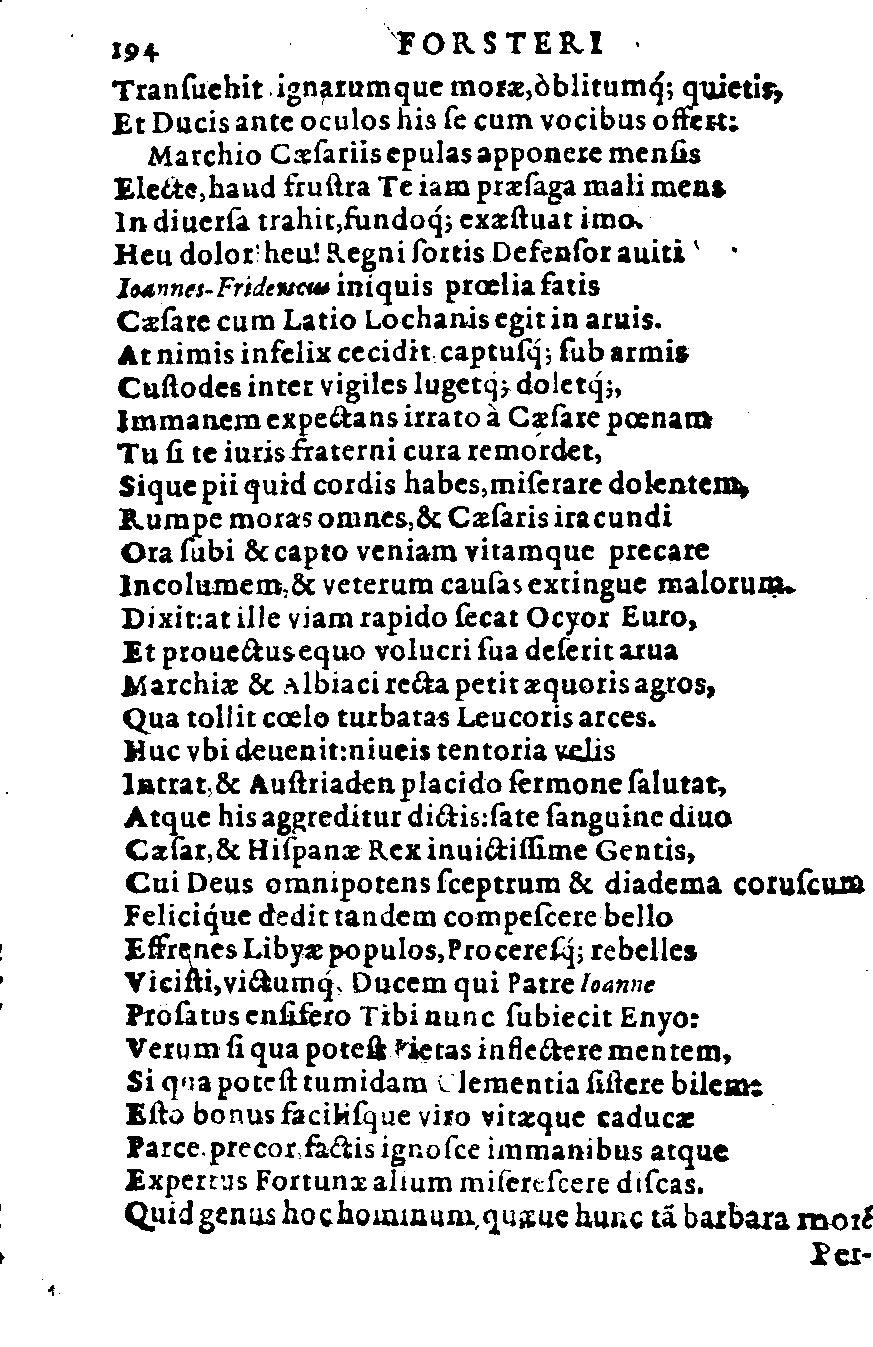 194 FORSTERI
Tranſuehit ignarumque moræ,òblitumq́; quietis,
Et Ducis ante oculos his ſe cum vocibus offert:
Marchio Cæſariis epulas apponere menſis
Electe,haud fruſtra Te iam præſaga mali mens
In diuerſa trahit,fundoq́; exæſtuat imo.
Heu dolor! heu! Regni fortis Defenſor auiti
Ioannes-Fridericus iniquis prœlia fatis
Cæſare cum Latio Lochanis egit in aruis.
At nimis infelix cecidit captuſq́; ſub armis
Cuſtodes inter vigiles lugetq́; doletq́;,
Immanem expectans irrato à Cæſare pœnam
Tu ſi te iuris fraterni cura remordet,
Sique pii quid cordis habes,miſerare dolentem,
Rumpe moras omnes,& Cæſaris iracundi
Ora ſubi & capto veniam vitamque precare
Incolumem,& veterum cauſas extingue malorum.
Dixit:at ille viam rapido ſecat Ocyor Euro,
Et prouectus equo volucri ſua deſerit arua
Marchiæ & Albiaci recta petit æquoris agros,
Qua tollit cœlo turbatas Leucoris arces.
Huc vbi deuenit:niueis tentoria velis
Intrat,& Auſtriaden placido ſermone ſalutat,
Atque his aggreditur dictis:ſate ſanguine diuo
Cæſar,& Hiſpanæ Rex inuictiſſime Gentis,
Cui Deus omnipotens ſceptrum & diadema coruſcum
Feliciq́ue dedit tandem compeſcere bello
Effrenes Libyæ populos,Procereſq́; rebelles
Viciſti,victumq́; Ducem qui Patre Ioanne
Proſatus enſifero Tibi nunc ſubiecit Enyo:
Verum ſi qua poteſt Pietas inflectere mentem,
Si qua poteſt tumidam Clementia ſiſtere bilem:
Eſto bonus faciliſque viro vitæque caducæ
Parce.precor,factis ignoſce immanibus atque
Expertus Fortunæ alium miſereſcere diſcas.
Quid genus hoc hominum,quæue hunc tã barbara morẽ
Per-